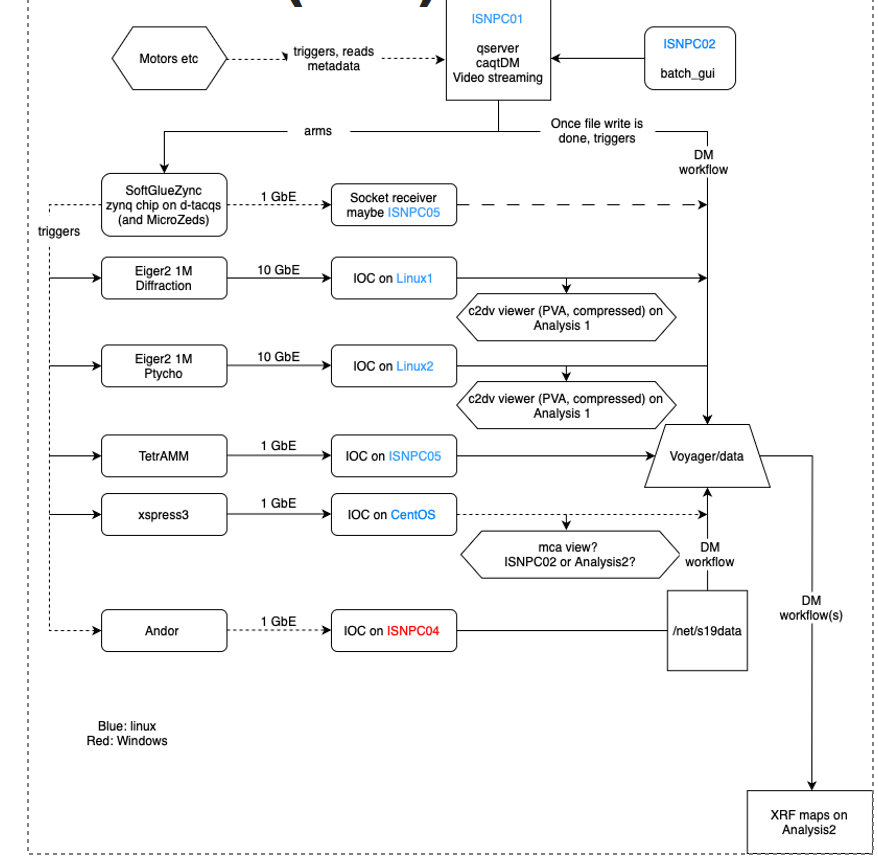 ISNPC01
qserver
caqtDM
Video streaming
ISNPC02
batch_gui
Motors etc
triggers, reads
metadata
arms
Once file write is
done, triggers
DM
workflow
SoftGlueZync
zynq chip on d-tacqs
(and MicroZeds)
1 GbE
Socket receiver
maybe ISNPC05
triggers
Eiger2 1M
Diffraction
10 GbE
IOC on Linux1
c2dv viewer (PVA, compressed) on
Analysis 1
Eiger2 1M
Ptycho
10 GbE
IOC on Linux2
c2dv viewer (PVA, compressed) on
Analysis 1
TetrAMM
1 GbE
IOC on ISNPC05
Voyager/data
xspress3
1 GbE
IOC on CentOS
mca view?
ISNPC02 or Analysis2?
DM
workflow
DM
workflow(s)
Andor
1 GbE
IOC on ISNPC04
/net/s19data
Blue: linux
Red: Windows
XRF maps on
Analysis2